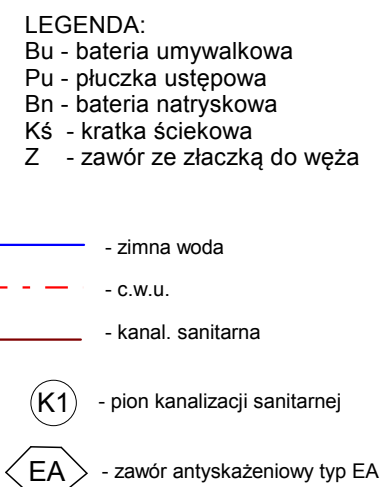 LEGENDA:
Bu - bateria umywalkowa
Pu - płuczka ustępowa
Bn - bateria natryskowa
Kś - kratka ściekowa
Z - zawór ze złaczką do węża
- zimna woda
- c.w.u.
- kanal. sanitarna
K1 - pion kanalizacji sanitarnej
EA - zawór antyskażeniowy typ EA